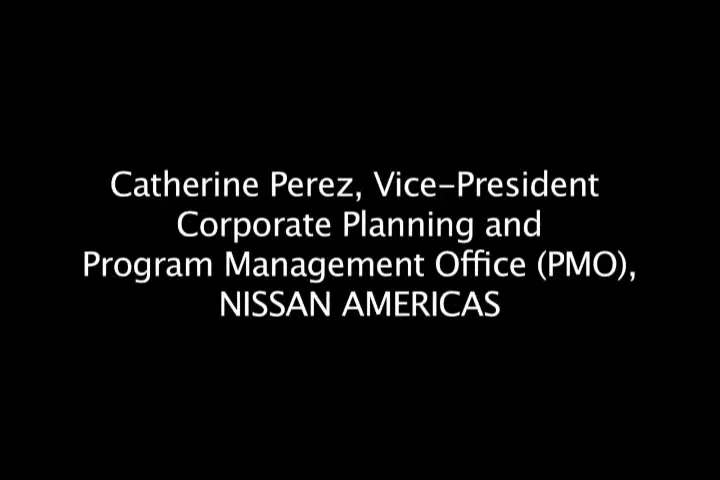 Catherine Perez, Vice-President
Corporate Planning and
Program Management Office (PMO),
NISSAN AMERICAS